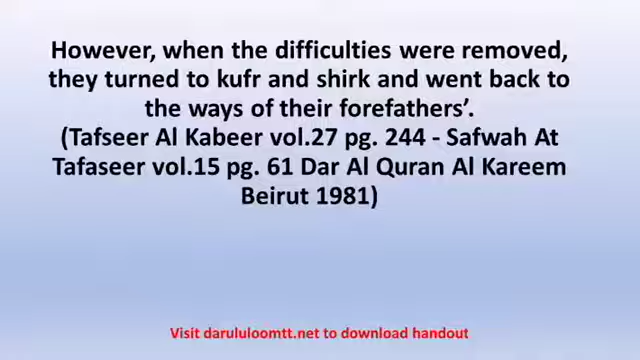 However, when the difficulties were removed,
they turned to kufr and shirk and went back to
the ways of their forefathers’.
(Tafseer Al Kabeer vol.27 pg. 244 - Safwah At
Tafaseer vol.15 pg. 61 Dar Al Quran Al Kareem
Beirut 1981)
Visit darululoomtt.net to download handout